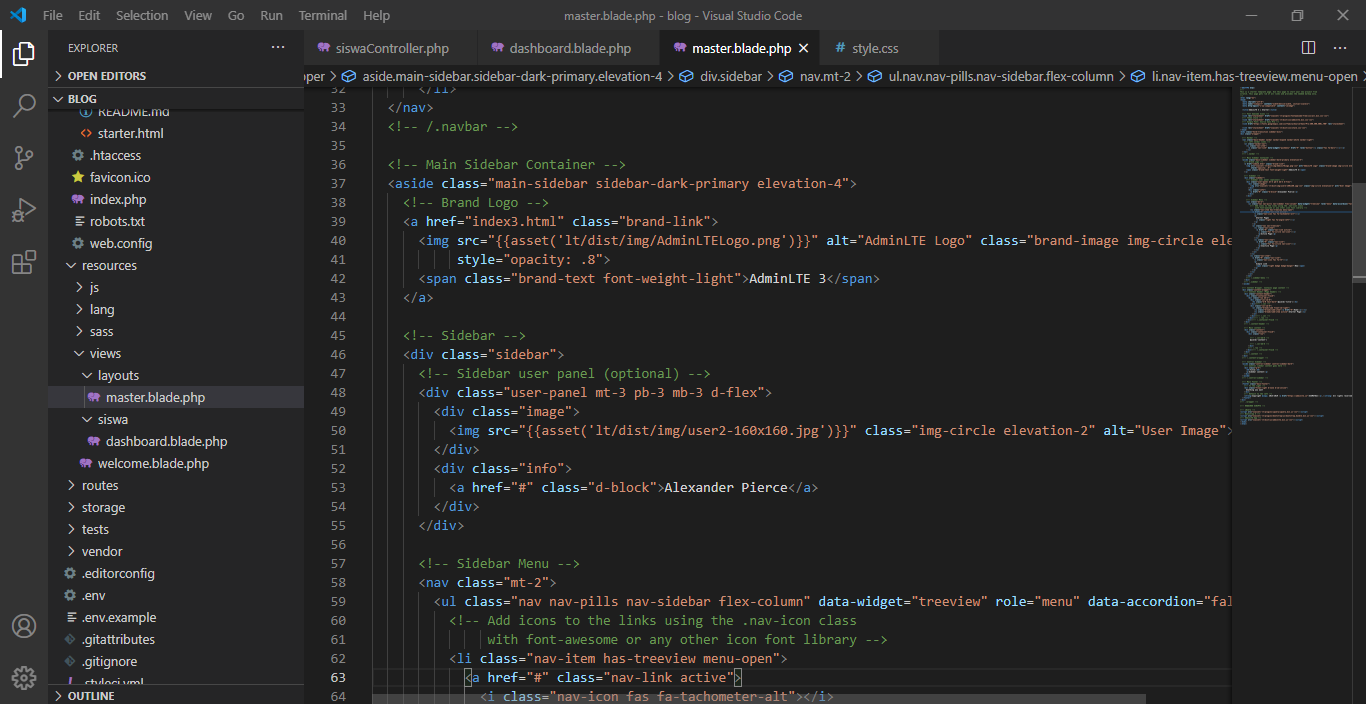 File Edit Selection View Go Run Terminal Help master.blade.php - blog - Visual Studio Code
EXPLORER
siswaController.php dashboard.blade.php master.blade.php # style.css
OPEN EDITORS
oper > aside.main-sidebar.sidebar-dark-primary.elevation-4 > div.sidebar > nav.mt-2 > ul.nav.nav-pills.nav-sidebar.flex-column > li.nav-item.has-treeview.menu-open >
BLOG
README.md
starter.html
.htaccess
favicon.ico
index.php
robots.txt
web.config
resources
js
lang
sass
views
layouts
master.blade.php
siswa
dashboard.blade.php
welcome.blade.php
routes
storage
tests
vendor
.editorconfig
.env
.env.example
.gitattributes
.gitignore
.styleci.yml
OUTLINE
32 </li>
33 </nav>
34 <!-- /.navbar -->
35
36 <!-- Main Sidebar Container -->
37 <aside class="main-sidebar sidebar-dark-primary elevation-4">
38 <!-- Brand Logo -->
39 <a href="index3.html" class="brand-link">
40 <img src="{{asset('lt/dist/img/AdminLTELogo.png')}}" alt="AdminLTE Logo" class="brand-image img-circle ele
41 style="opacity: .8">
42 <span class="brand-text font-weight-light">AdminLTE 3</span>
43 </a>
44
45 <!-- Sidebar -->
46 <div class="sidebar">
47 <!-- Sidebar user panel (optional) -->
48 <div class="user-panel mt-3 pb-3 mb-3 d-flex">
49 <div class="image">
50 <img src="{{asset('lt/dist/img/user2-160x160.jpg')}}" class="img-circle elevation-2" alt="User Image">
51 </div>
52 <div class="info">
53 <a href="#" class="d-block">Alexander Pierce</a>
54 </div>
55 </div>
56
57 <!-- Sidebar Menu -->
58 <nav class="mt-2">
59 <ul class="nav nav-pills nav-sidebar flex-column" data-widget="treeview" role="menu" data-accordion="fal
60 <!-- Add icons to the links using the .nav-icon class
61 with font-awesome or any other icon font library -->
62 <li class="nav-item has-treeview menu-open">
63 <a href="#" class="nav-link active">
64 <i class="nav-icon fas fa-tachometer-alt"></i>